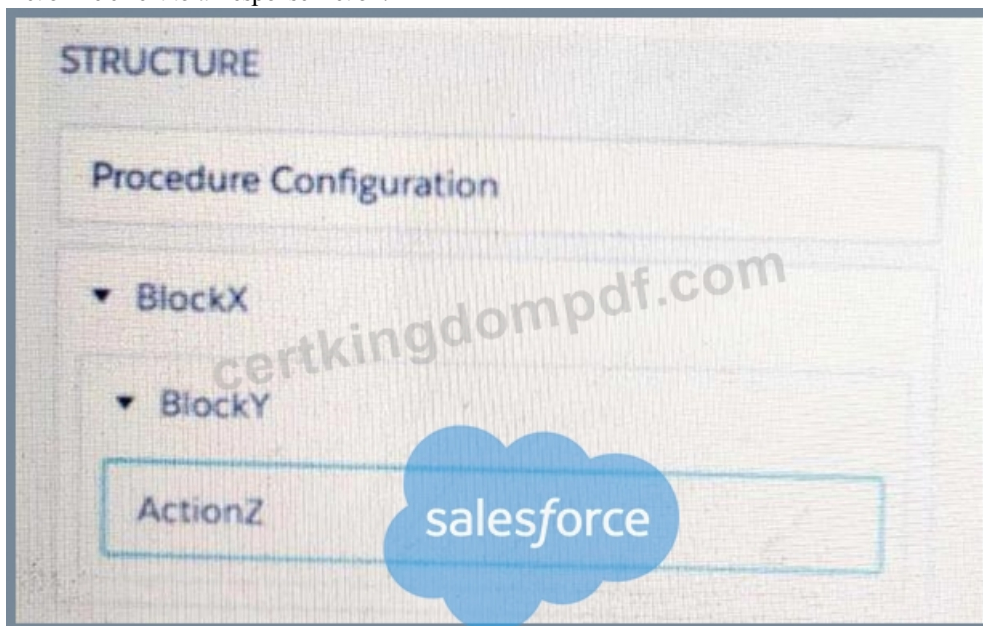 STRUCTURE
Procedure Configuration
BlockX
certkingdompdf.com
BlockY
ActionZ
salesforce